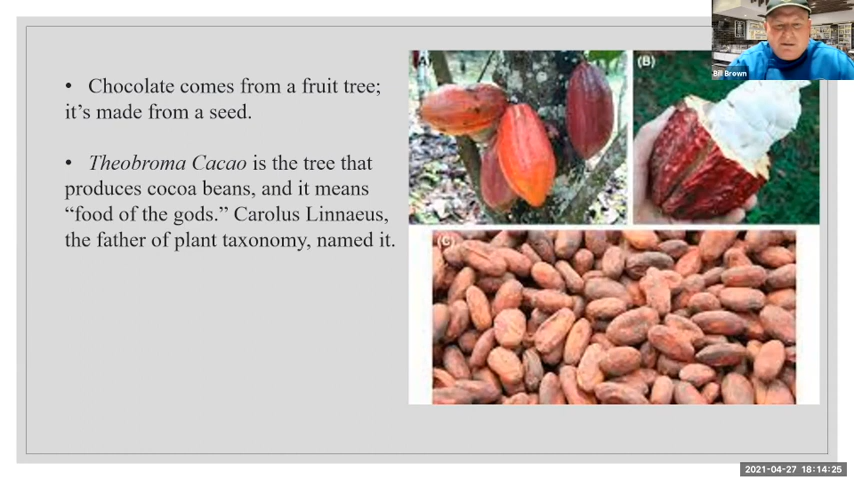 • Chocolate comes from a fruit tree;
it’s made from a seed.
• Theobroma Cacao is the tree that
produces cocoa beans, and it means
“food of the gods.” Carolus Linnaeus,
the father of plant taxonomy, named it.
(B)
(C)
Bill Brown
2021-04-27 18:14:25